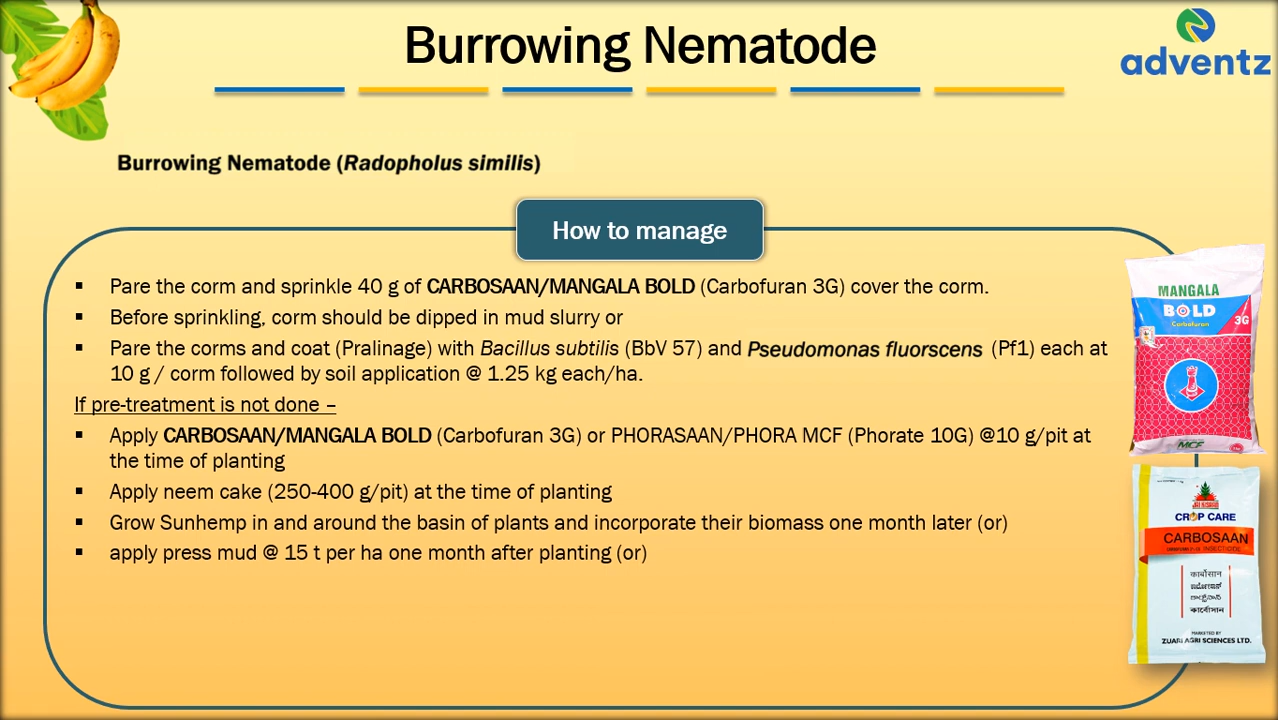 Burrowing Nematode
adventz
Burrowing Nematode (Radopholus similis)
How to manage
▪ Pare the corm and sprinkle 40 g of CARBOSAAN/MANGALA BOLD (Carbofuran 3G) cover the corm.
▪ Before sprinkling, corm should be dipped in mud slurry or
▪ Pare the corms and coat (Pralinage) with Bacillus subtilis (BbV 57) and Pseudomonas fluorscens (Pf1) each at
10 g / corm followed by soil application @ 1.25 kg each/ha.
If pre-treatment is not done –
▪ Apply CARBOSAAN/MANGALA BOLD (Carbofuran 3G) or PHORASAAN/PHORA MCF (Phorate 10G) @10 g/pit at
the time of planting
▪ Apply neem cake (250-400 g/pit) at the time of planting
▪ Grow Sunhemp in and around the basin of plants and incorporate their biomass one month later (or)
▪ apply press mud @ 15 t per ha one month after planting (or)
MANGALA
BOLD
Carbofuran
3G
MCF
CROP CARE
CARBOSAAN
कार्बोसान
কার্বোসান
MARKETED BY
ZUARI AGRI SCIENCES LTD.